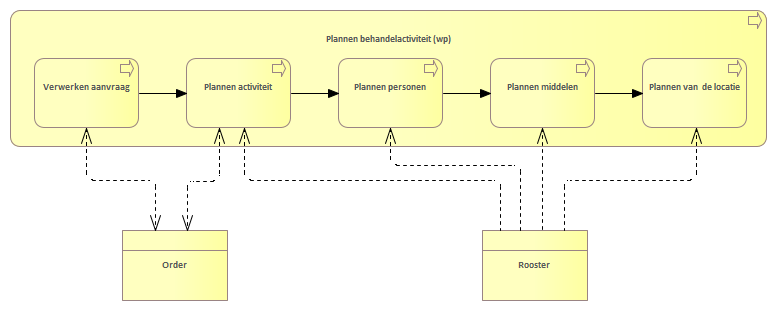 Plannen behandelactiviteit (wp)
Verwerken aanvraag
Plannen activiteit
Plannen personen
Plannen middelen
Plannen van de locatie
Order
Rooster